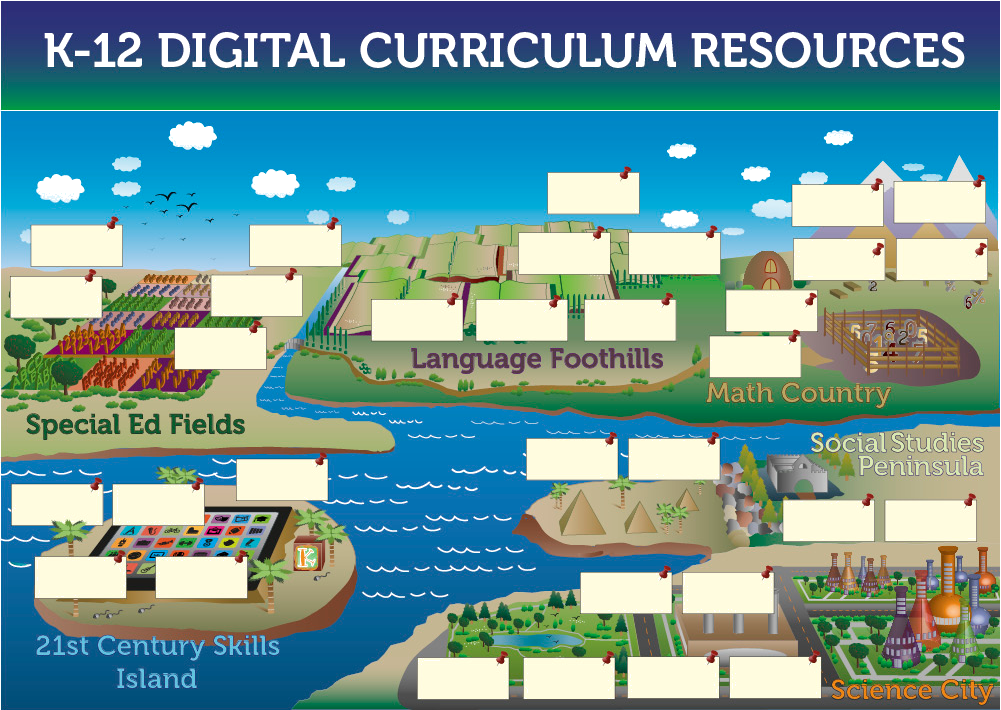 K-12 DIGITAL CURRICULUM RESOURCES
Language Foothills
Math Country
Special Ed Fields
Social Studies
Peninsula
21st Century Skills
Island
Science City